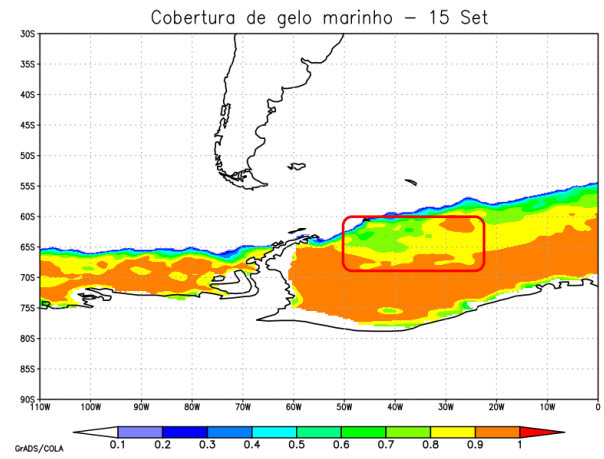 Cobertura de gelo marinho – 15 Set
30S
35S
40S
45S
50S
55S
60S
65S
70S
75S
80S
85S
90S
110W 100W 90W 80W 70W 60W 50W 40W 30W 20W 10W 0
0.1 0.2 0.3 0.4 0.5 0.6 0.7 0.8 0.9 1
GrADS/COLA